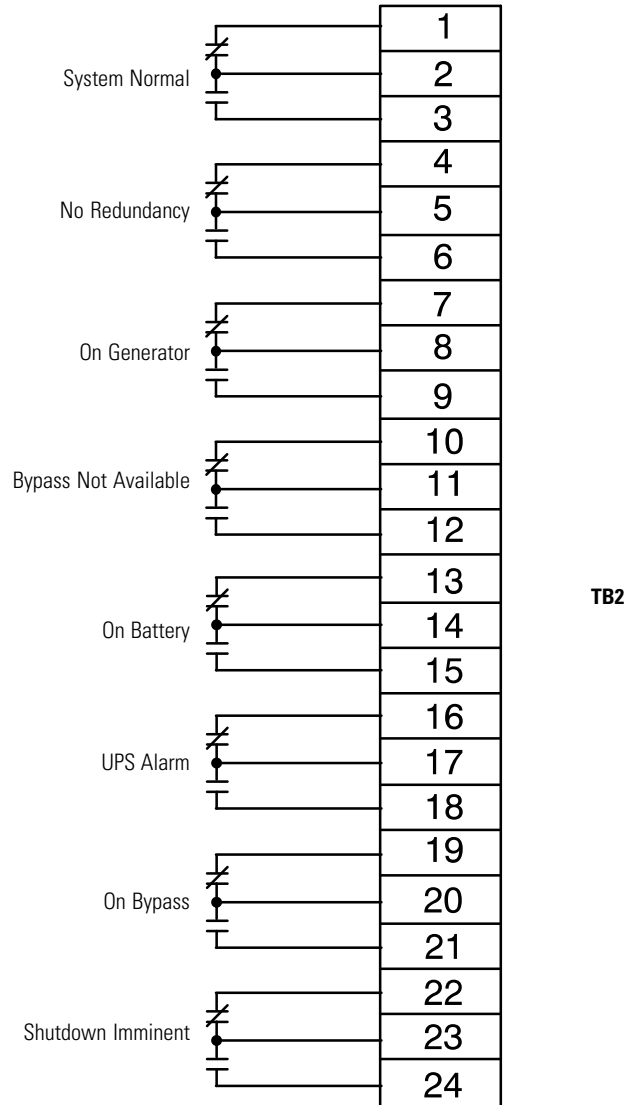 1
System Normal 2
3
4
No Redundancy 5
6
7
On Generator 8
9
10
Bypass Not Available 11
12
13
TB2
On Battery 14
15
16
UPS Alarm 17
18
19
On Bypass 20
21
22
Shutdown Imminent 23
24